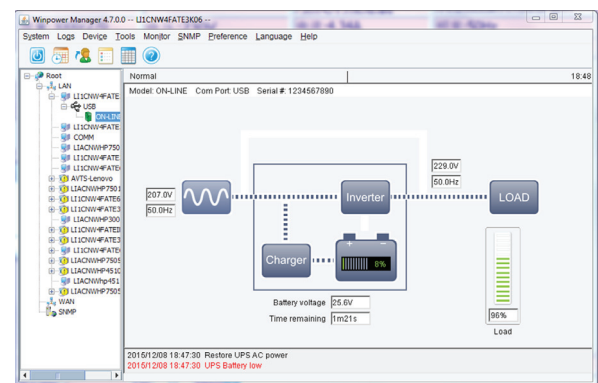 Winpower Manager 4.7.0.0 -- LI1CNW4FATE3K06 --
System Logs Device Tools Monitor SNMP Preference Language Help
Root
LAN
LI1CNW4FATE
USB
ON-LINE
LI1CNW4FATE
COMM
LIACNWHP750
LI1CNW4FATE
LI1CNW4FATE
AVTS-Lenovo
LIACNWHP7501
LI1CNW4FATE6
LI1CNW4FATE3
LIACNWHP300
LI1CNW4FATEI
LI1CNW4FATE3
LI1CNW4FATE
LIACNWHP7505
LIACNWHP451C
LIACNWhp451
LIACNWHP7505
WAN
SNMP
Normal
18:48
Model: ON-LINE Com Port: USB Serial #: 1234567890
229.0V
50.0Hz
207.0V
50.0Hz
Inverter
LOAD
Charger
+ −
8%
Battery voltage 25.6V
Time remaining 1m21s
96%
Load
2015/12/08 18:47:30 Restore UPS AC power
2015/12/08 18:47:30 UPS Battery low